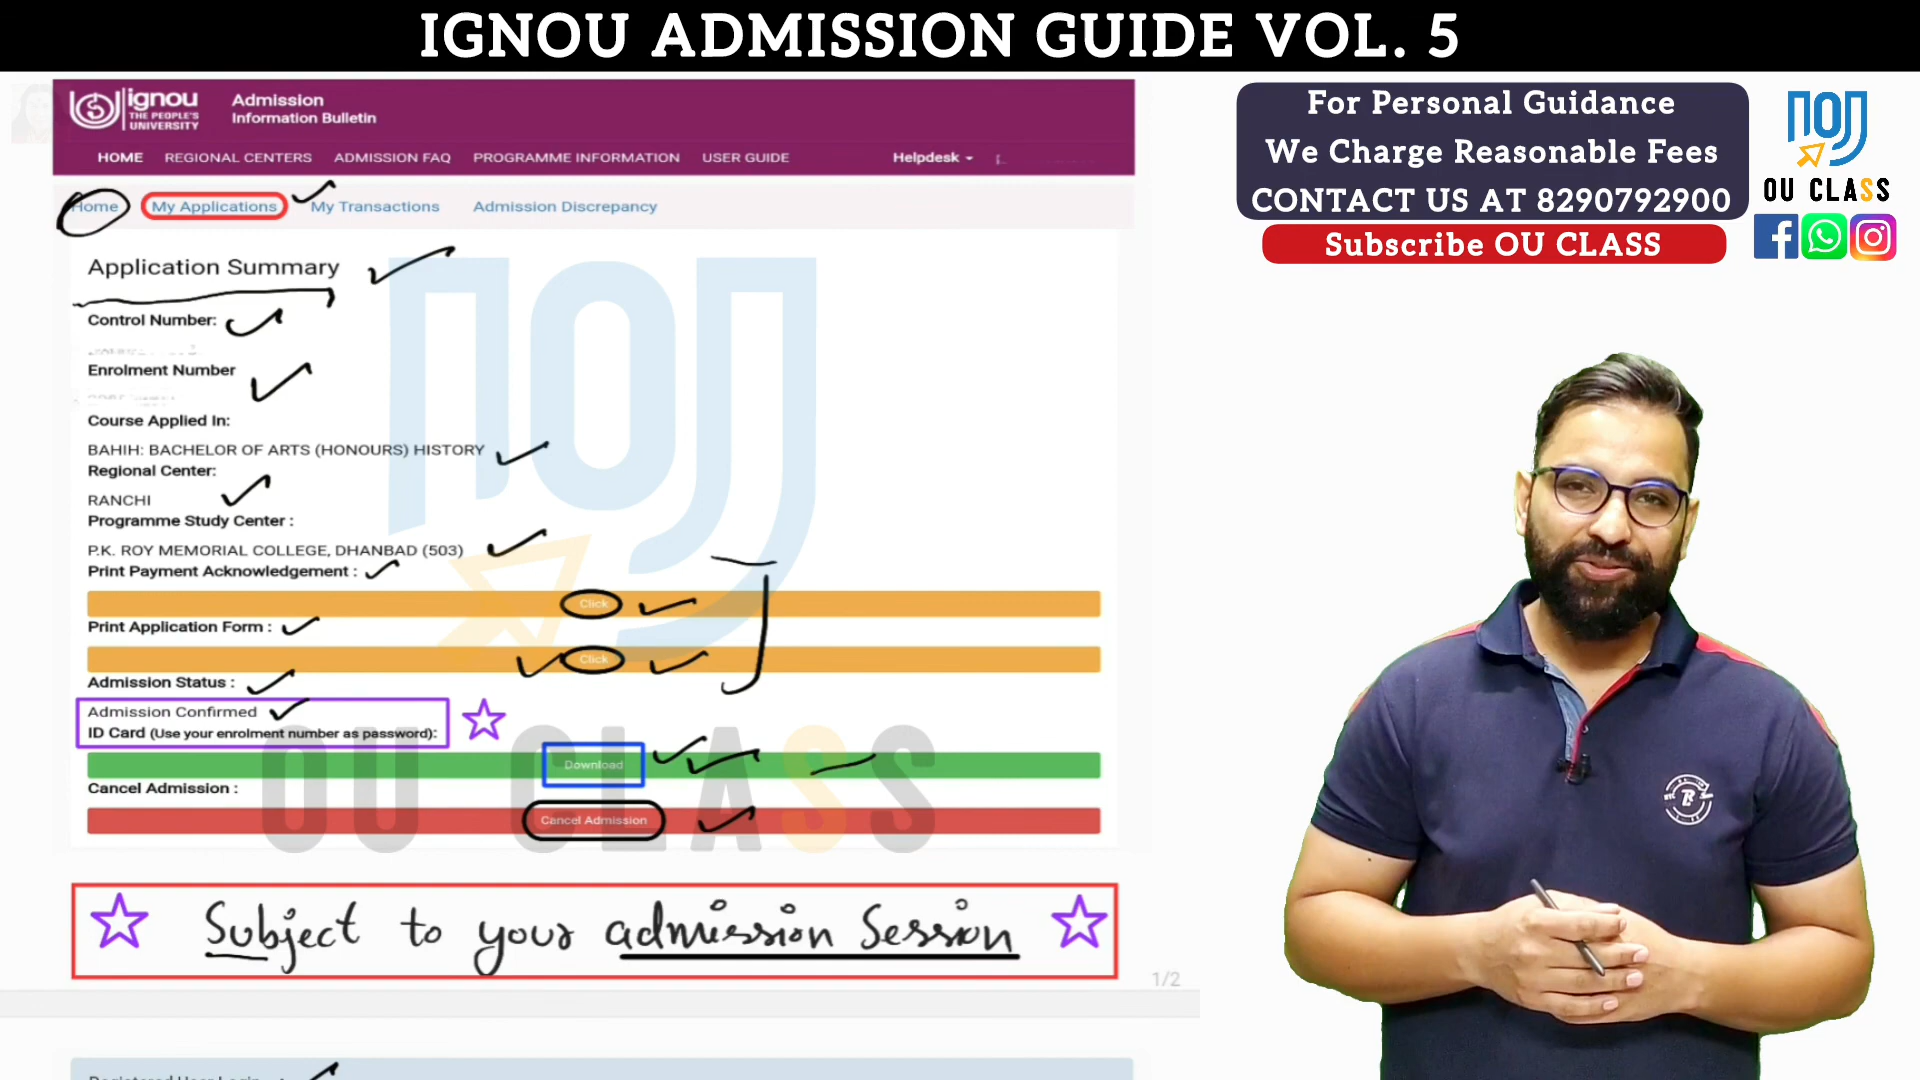 IGNOU ADMISSION GUIDE VOL. 5
ignou
THE PEOPLE'S
UNIVERSITY
Admission
Information Bulletin
HOME REGIONAL CENTERS ADMISSION FAQ PROGRAMME INFORMATION USER GUIDE Helpdesk
Home My Applications My Transactions Admission Discrepancy
Application Summary
Control Number:
Enrolment Number
Course Applied In:
BAHIH: BACHELOR OF ARTS (HONOURS) HISTORY
Regional Center:
RANCHI
Programme Study Center :
P.K. ROY MEMORIAL COLLEGE, DHANBAD (503)
Print Payment Acknowledgement :
Click
Print Application Form :
Click
Admission Status :
Admission Confirmed
ID Card (Use your enrolment number as password):
Download
Cancel Admission :
Cancel Admission
OU CLASS
Subject to your admission Session
1/2
Registered User Login
For Personal Guidance
We Charge Reasonable Fees
CONTACT US AT 8290792900
Subscribe OU CLASS
OU CLASS